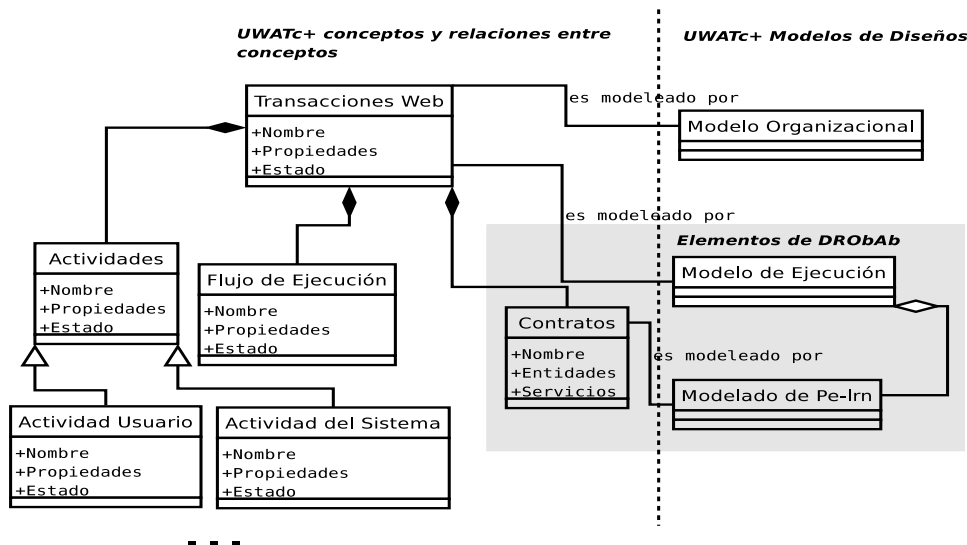 UWATc+ conceptos y relaciones entre
conceptos
UWATc+ Modelos de Diseños
Transacciones Web
+Nombre
+Propiedades
+Estado
es modeleado por
Modelo Organizacional
es modeleado por
Elementos de DRObAb
Actividades
+Nombre
+Propiedades
+Estado
Flujo de Ejecución
+Nombre
+Propiedades
+Estado
Modelo de Ejecución
Contratos
+Nombre
+Entidades
+Servicios
es modeleado por
Modelado de Pe-Irn
Actividad Usuario
+Nombre
+Propiedades
+Estado
Actividad del Sistema
+Nombre
+Propiedades
+Estado